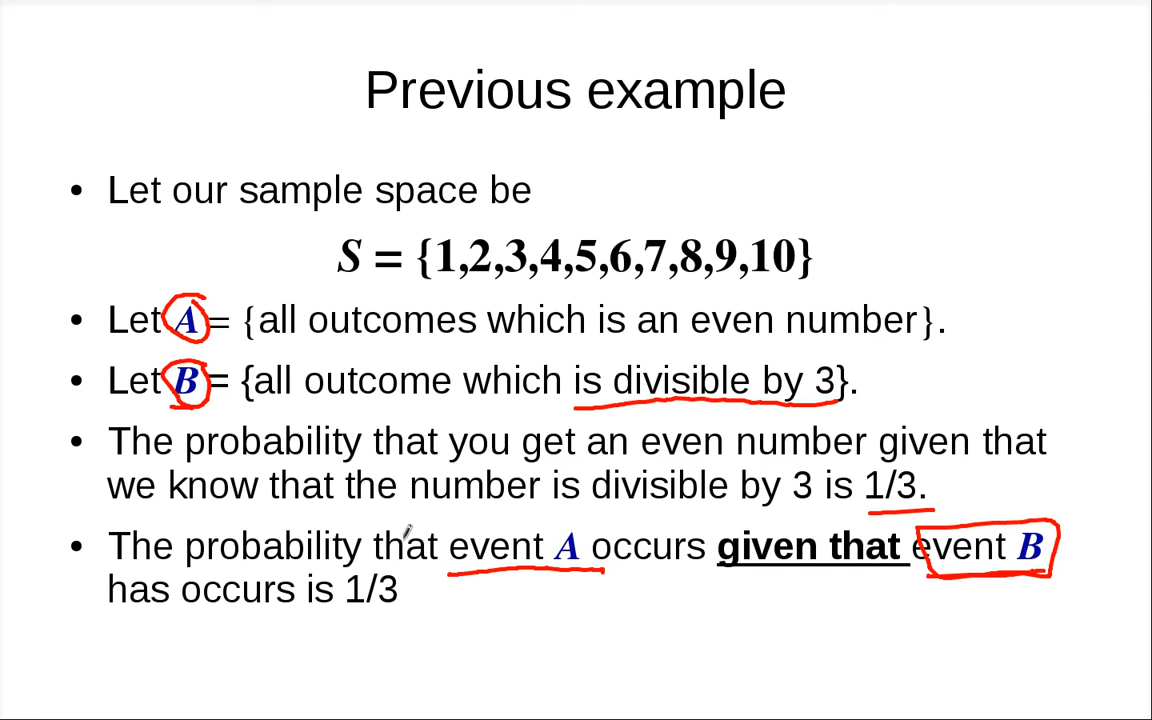 Previous example
• Let our sample space be
S = {1,2,3,4,5,6,7,8,9,10}
• Let A = {all outcomes which is an even number}.
• Let B = {all outcome which is divisible by 3}.
• The probability that you get an even number given that
we know that the number is divisible by 3 is 1/3.
• The probability that event A occurs given that event B
has occurs is 1/3